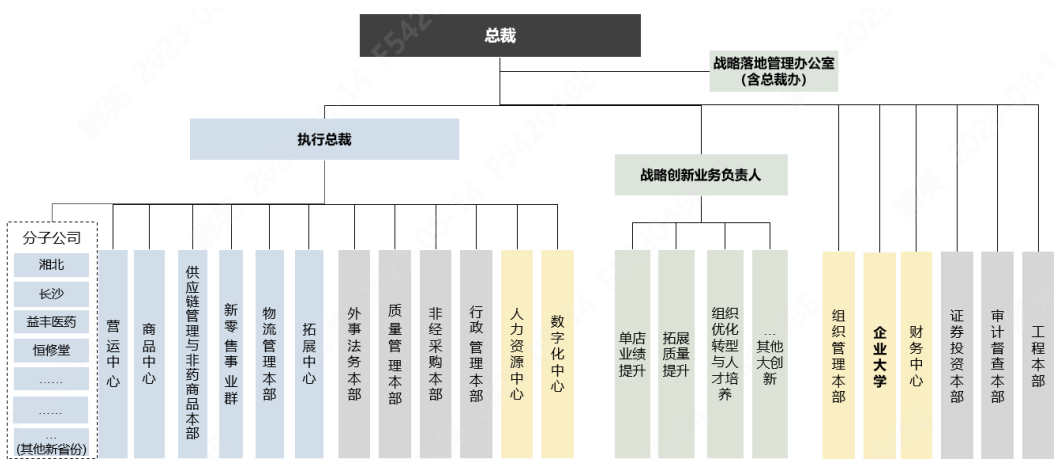 总裁
战略落地管理办公室
(含总裁办)
执行总裁
战略创新业务负责人
分子公司
湘北
长沙
益丰医药
恒修堂
……
……
…
(其他新省份)
营运中心
商品中心
供应链管理与非药商品本部
新零售事业群
物流管理本部
拓展中心
外事法务本部
质量管理本部
非经采购本部
行政管理本部
人力资源中心
数字化中心
单店
业绩
提升
拓展
质量
提升
组织
优化
转型
与人
才培
养
…
其他
大创
新
组织管理本部
企业大学
财务中心
证券投资本部
审计督查本部
工程本部